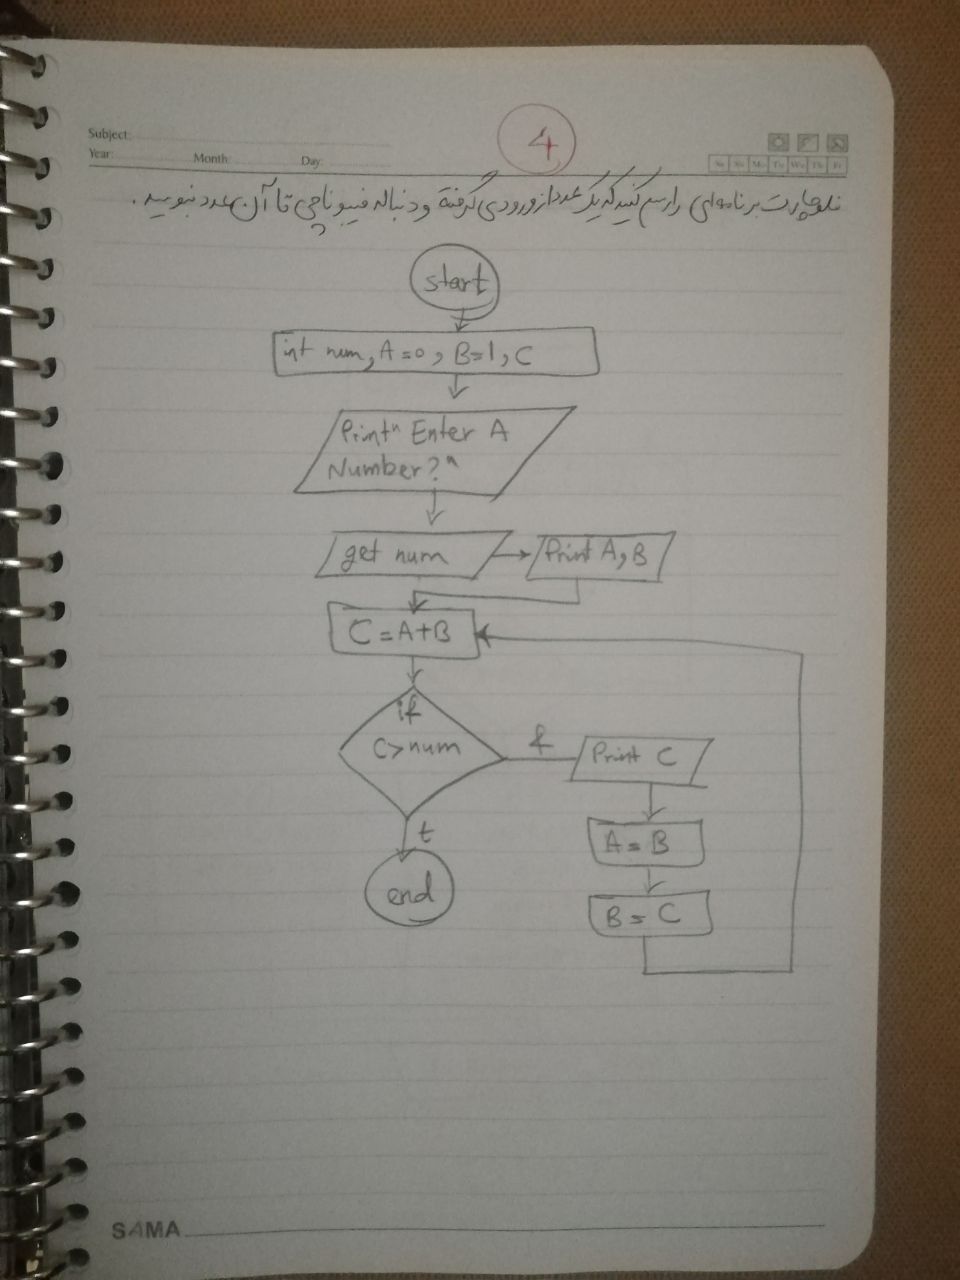 Subject:
Year: Month: Day:
4
Sa Su Mo Tu We Th Fr
فلوچارت برنامه‌ای را رسم کنید که یک عدد از ورودی گرفته و دنباله فیبوناچی تا آن عدد بنویسد.
start
int num, A=0, B=1, C
Print" Enter A
Number?"
get num Print A,B
C=A+B
if
C>num f Print C
t A=B
end B=C
SAMA